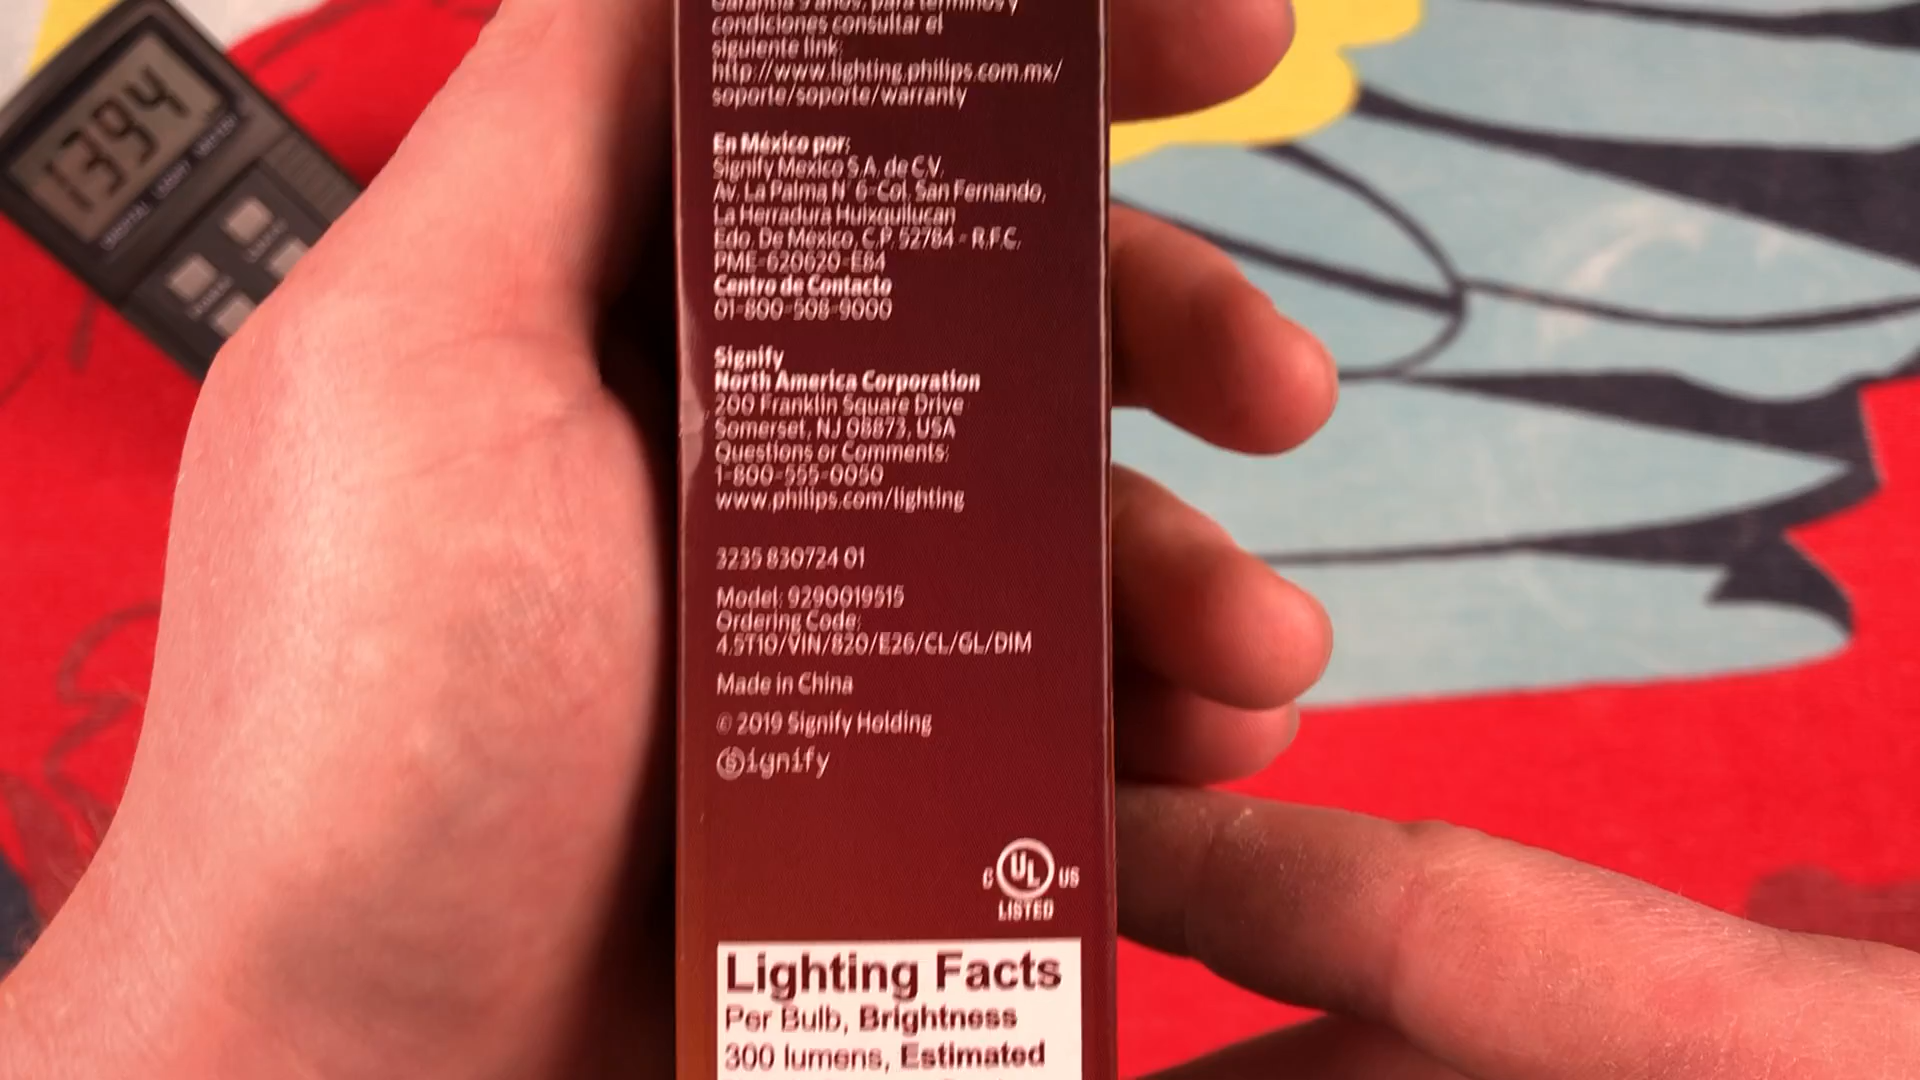 1394
Garantía 5 años, para términos y
condiciones consultar el
siguiente link:
http://www.lighting.philips.com.mx/
soporte/soporte/warranty
En México por:
Signify Mexico S.A. de C.V.
Av. La Palma N° 6-Col. San Fernando,
La Herradura Huixquilucan
Edo. De Mexico, C.P. 52784 - R.F.C.
PME-620620-E84
Centro de Contacto
01-800-508-9000
Signify
North America Corporation
200 Franklin Square Drive
Somerset, NJ 08873, USA
Questions or Comments:
1-800-555-0050
www.philips.com/lighting
3235 830724 01
Model: 9290019515
Ordering Code:
4.5T10/VIN/820/E26/CL/GL/DIM
Made in China
© 2019 Signify Holding
Signify
C UL US
LISTED
Lighting Facts
Per Bulb, Brightness
300 lumens, Estimated